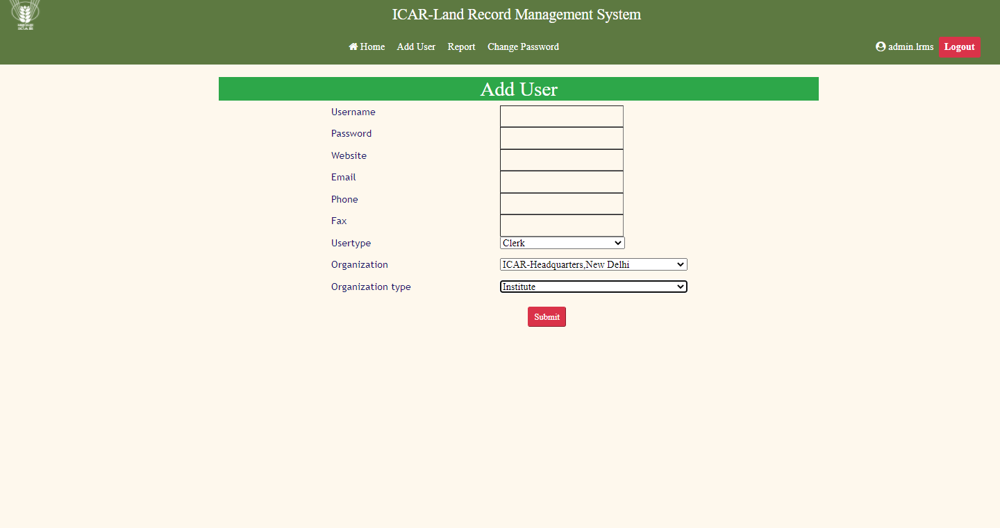 ICAR-Land Record Management System
ICAR
Home Add User Report Change Password admin.lrms Logout
Add User
Username
Password
Website
Email
Phone
Fax
Usertype Clerk
Organization ICAR-Headquarters,New Delhi
Organization type Institute
Submit